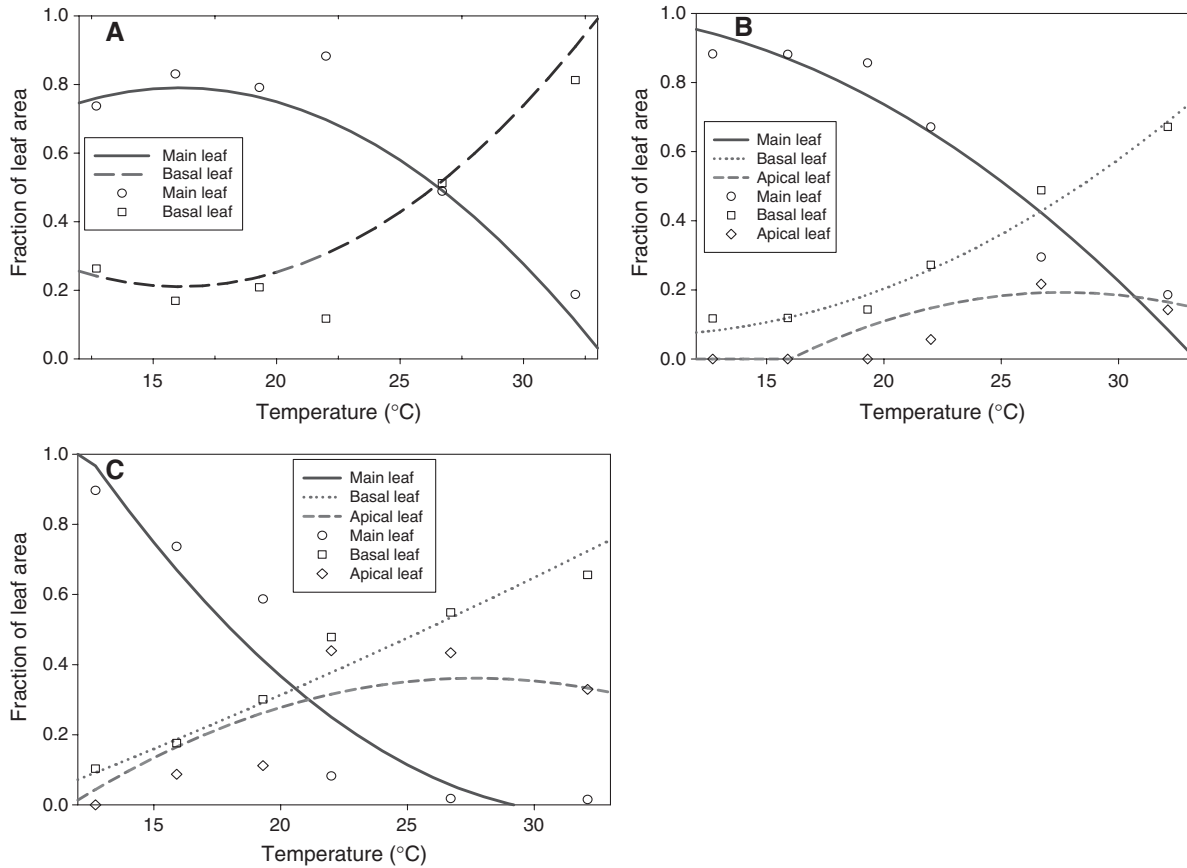 A
Fraction of leaf area
1.0
0.8
0.6
0.4
0.2
0.0
Main leaf
Basal leaf
Main leaf
Basal leaf
15 20 25 30
Temperature (°C)
B
Fraction of leaf area
1.0
0.8
0.6
0.4
0.2
0.0
Main leaf
Basal leaf
Apical leaf
Main leaf
Basal leaf
Apical leaf
15 20 25 30
Temperature (°C)
C
Fraction of leaf area
1.0
0.8
0.6
0.4
0.2
0.0
Main leaf
Basal leaf
Apical leaf
Main leaf
Basal leaf
Apical leaf
15 20 25 30
Temperature (°C)